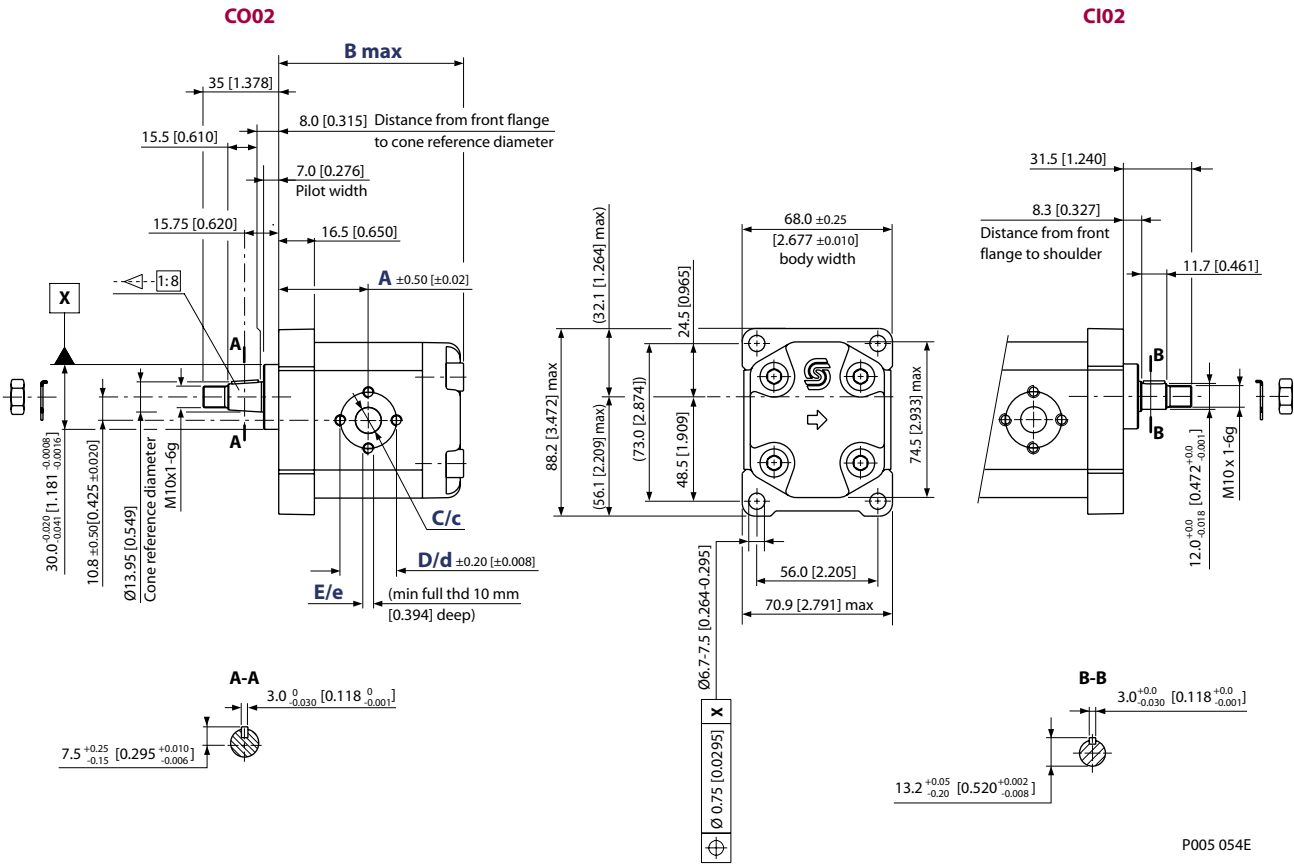 CO02
CI02
B max
35 [1.378]
8.0 [0.315] Distance from front flange
to cone reference diameter
15.5 [0.610]
7.0 [0.276]
Pilot width
15.75 [0.620]
16.5 [0.650]
A ±0.50 [±0.02]
1:8
X
A
A
30.0 -0.020 -0.041 [1.181 -0.0008 -0.0016]
10.8 ±0.50[0.425 ±0.020]
Ø13.95 [0.549]
Cone reference diameter
M10x1-6g
C/c
D/d ±0.20 [±0.008]
E/e
(min full thd 10 mm
[0.394] deep)
68.0 ±0.25
[2.677 ±0.010]
body width
(32.1 [1.264] max)
24.5 [0.965]
88.2 [3.472] max
(56.1 [2.209] max)
(73.0 [2.874])
48.5 [1.909]
74.5 [2.933] max
56.0 [2.205]
70.9 [2.791] max
Ø6.7-7.5 [0.264-0.295]
Ø 0.75 [0.0295] X
31.5 [1.240]
8.3 [0.327]
Distance from front
flange to shoulder
11.7 [0.461]
B
B
12.0 +0.0 -0.018 [0.472 +0.0 -0.001]
M10 x 1-6g
A-A
3.0 0 -0.030 [0.118 0 -0.001]
7.5 +0.25 -0.15 [0.295 +0.010 -0.006]
B-B
3.0 +0.0 -0.030 [0.118 +0.0 -0.001]
13.2 +0.05 -0.20 [0.520 +0.002 -0.008]
P005 054E